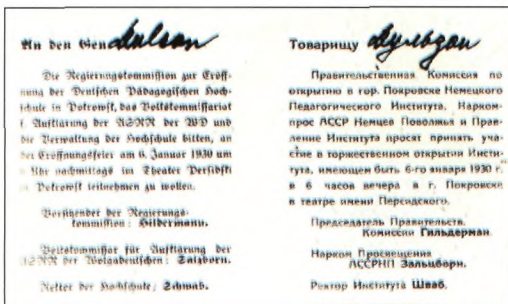 An den Gen. Dulson
Die Regierungskommission zur Eröff-
nung der Deutschen Pädagogischen Hoch-
schule in Pokrowsk, das Volkskommissariat
f. Aufklärung der ASRR der WD und
die Verwaltung der Hochschule bitten, an
der Eröffnungsfeier am 6. Januar 1930 um
Uhr nachmittags im Theater Persidski
in Pokrowsk teilnehmen zu wollen.
Vorsitzender der Regierungs-
kommission: Hildermann.
Volkskommissar für Aufklärung der
ASRR der Wolgadeutschen: Salzborn.
Rektor der Hochschule: Schwab.
Товарищу Дульзон
Правительственная Комиссия по
открытию в гор. Покровске Немецкого
Педагогического Института, Нарком-
прос АССР Немцев Поволжья и Прав-
ление Института просят принять уча-
стие в торжественном открытии Инсти-
тута, имеющем быть 6-го января 1930 г.
в 6 часов вечера в г. Покровске
в театре имени Персидского.
Председатель Правительств.
Комиссии Гильдерман.
Нарком Просвещения
АССРНП Зальцборн.
Ректор Института Шваб.